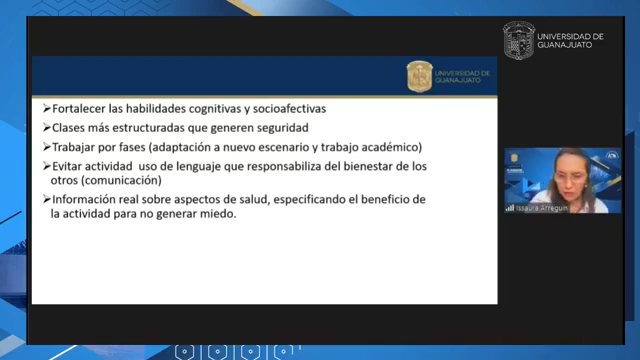 UNIVERSIDAD DE
GUANAJUATO
UNIVERSIDAD DE
GUANAJUATO
➢Fortalecer las habilidades cognitivas y socioafectivas
➢Clases más estructuradas que generen seguridad
➢Trabajar por fases (adaptación a nuevo escenario y trabajo académico)
➢Evitar actividad uso de lenguaje que responsabiliza del bienestar de los
otros (comunicación)
➢Información real sobre aspectos de salud, especificando el beneficio de
la actividad para no generar miedo.
Issaura Arreguin